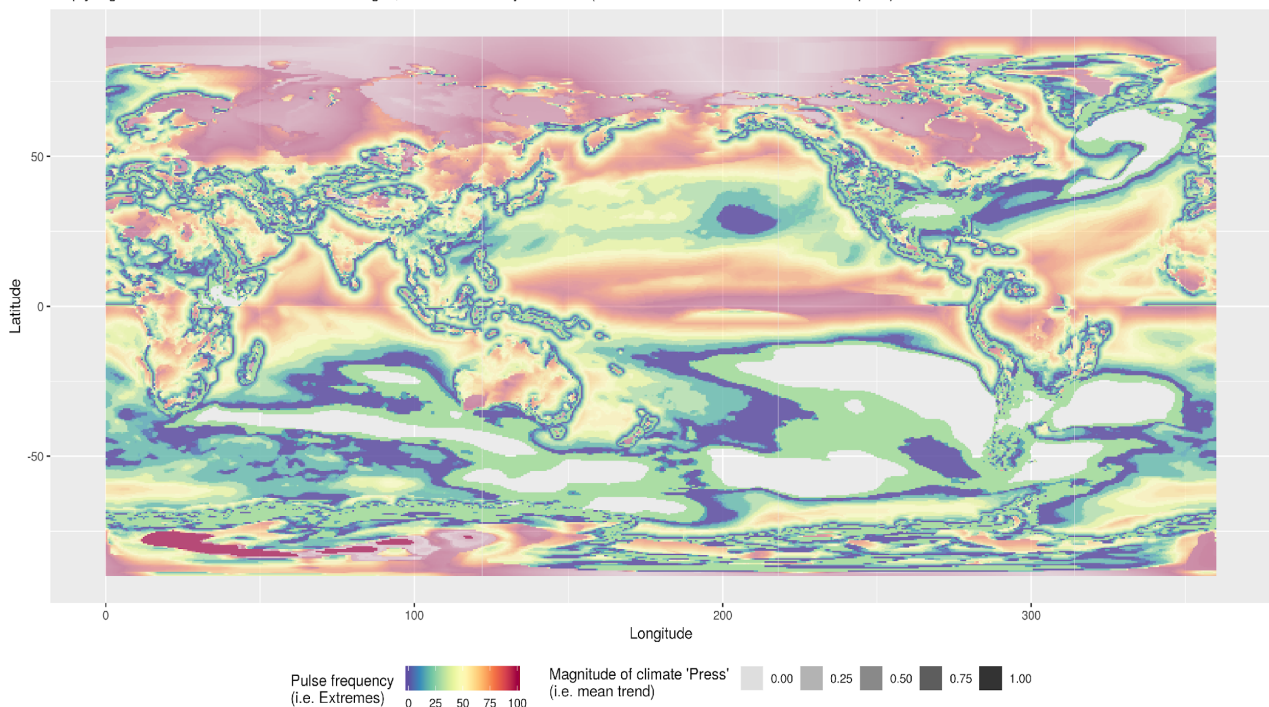 50
0
-50
Latitude
0 100 200 300
Longitude
Pulse frequency
(i.e. Extremes)
0 25 50 75 100
Magnitude of climate 'Press'
(i.e. mean trend)
0.00 0.25 0.50 0.75 1.00